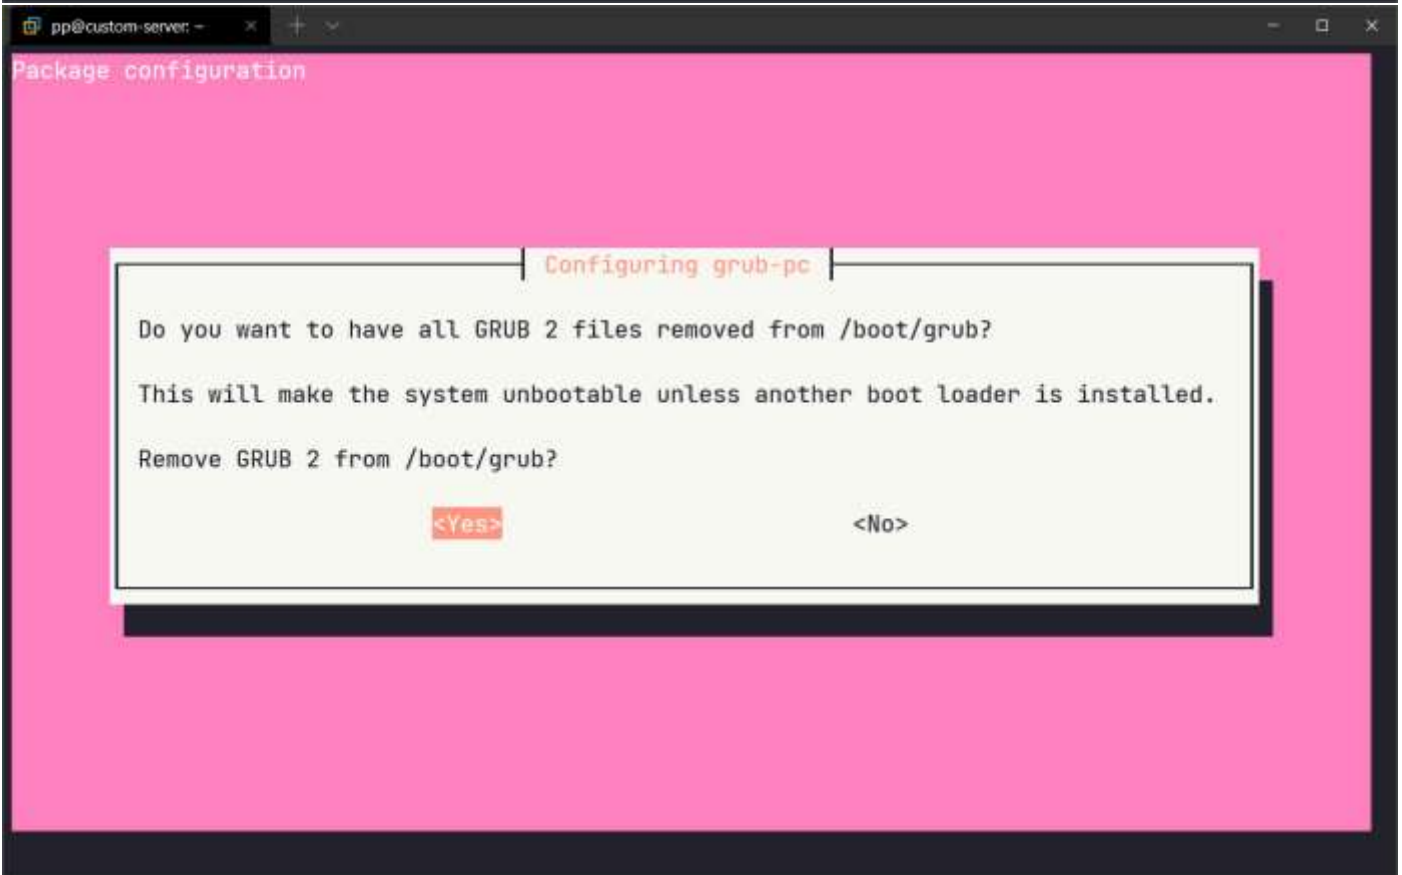 pp@custom-server: ~
Package configuration
Configuring grub-pc
Do you want to have all GRUB 2 files removed from /boot/grub?
This will make the system unbootable unless another boot loader is installed.
Remove GRUB 2 from /boot/grub?
<Yes> <No>